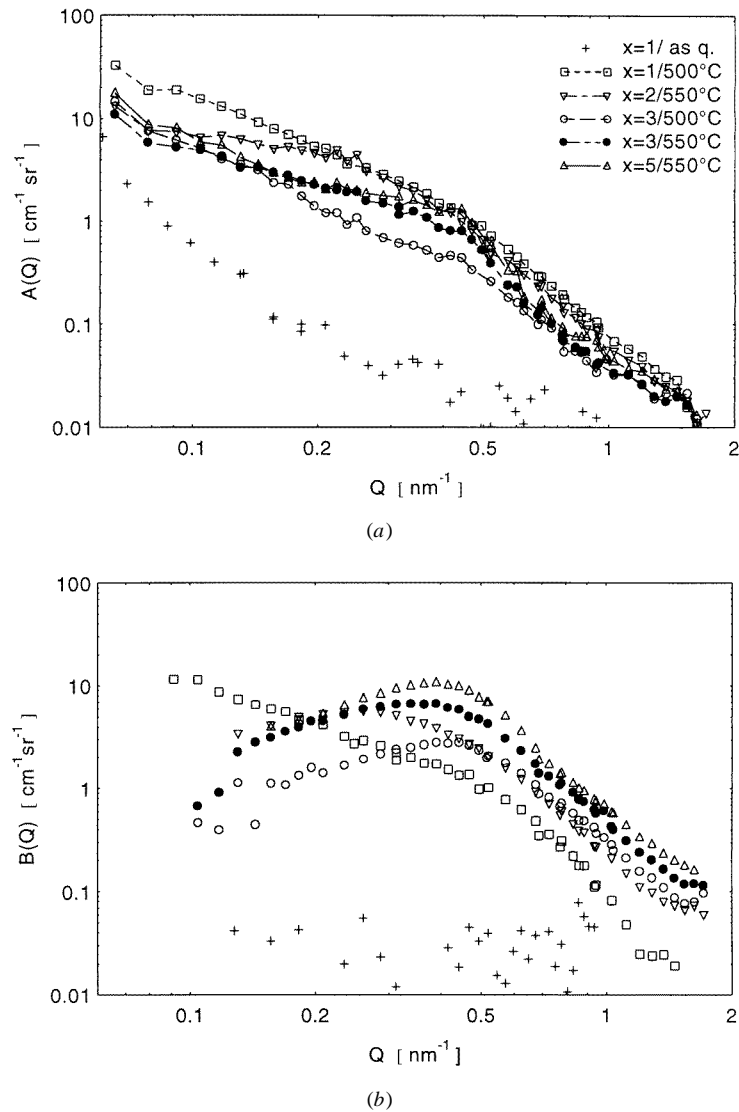 100
10
1
0.1
0.01
A(Q) [ cm⁻¹ sr⁻¹ ]
x=1/ as q.
x=1/500°C
x=2/550°C
x=3/500°C
x=3/550°C
x=5/550°C
0.1 0.2 0.5 1 2
Q [ nm⁻¹ ]
(a)
100
10
1
0.1
0.01
B(Q) [ cm⁻¹sr⁻¹ ]
0.1 0.2 0.5 1 2
Q [ nm⁻¹ ]
(b)